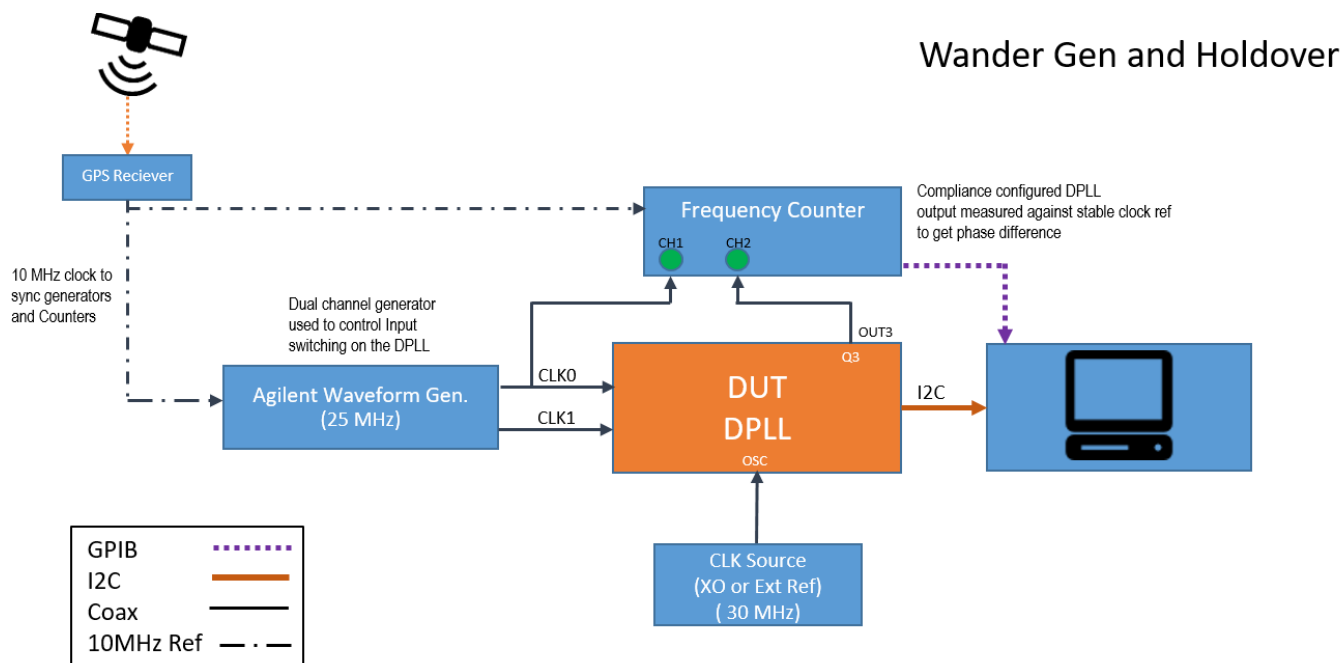 Wander Gen and Holdover
GPS Reciever
Frequency Counter
CH1
CH2
Compliance configured DPLL
output measured against stable clock ref
to get phase difference
10 MHz clock to
sync generators
and Counters
Dual channel generator
used to control Input
switching on the DPLL
OUT3
Q3
Agilent Waveform Gen.
(25 MHz)
CLK0
CLK1
DUT
DPLL
OSC
I2C
CLK Source
(XO or Ext Ref)
( 30 MHz)
GPIB
I2C
Coax
10MHz Ref